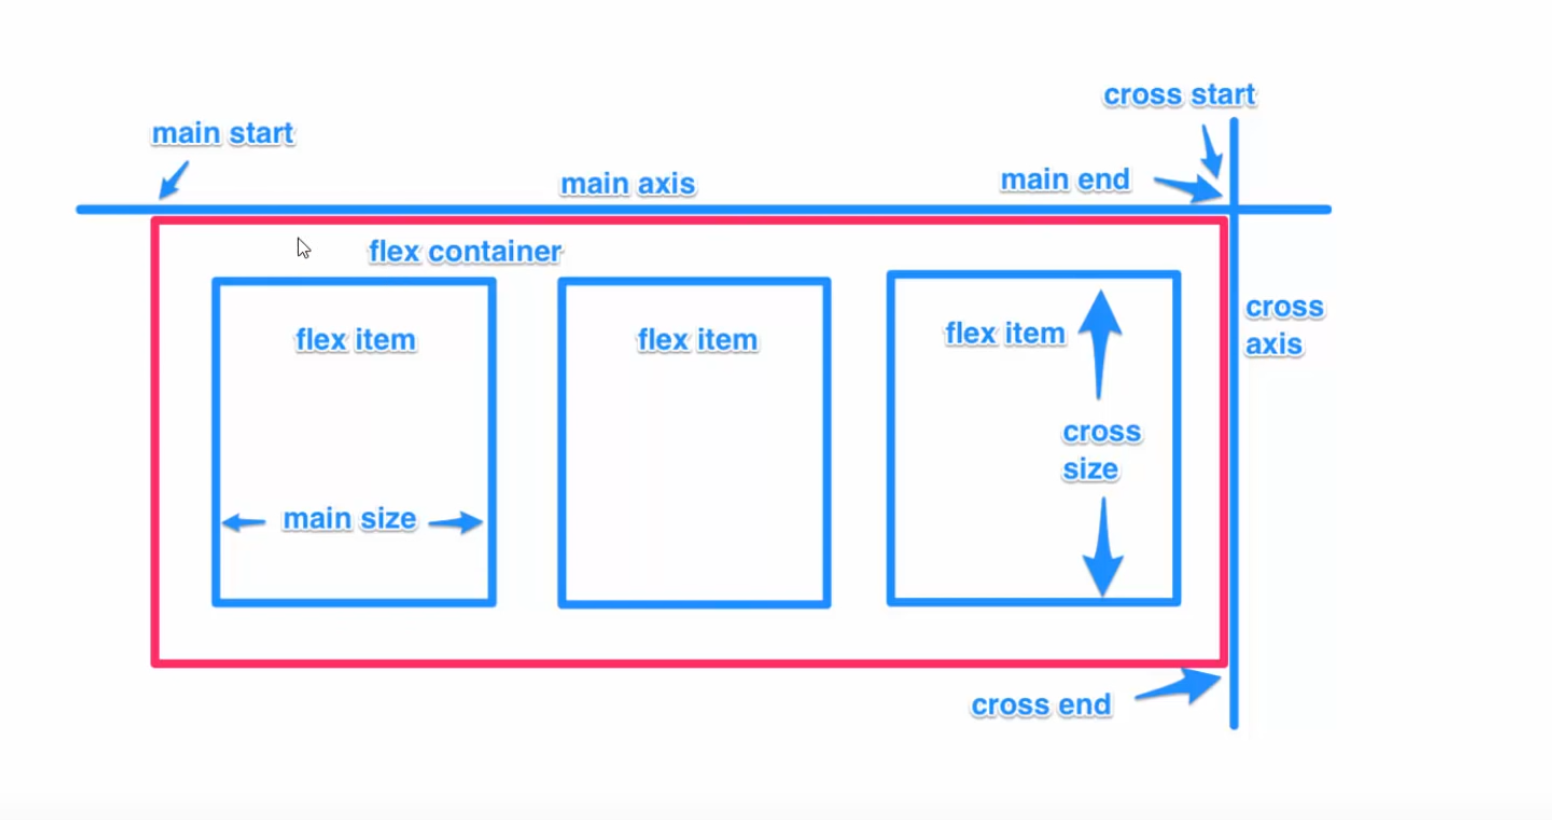 cross start
main start
main axis
main end
flex container
flex item
flex item
flex item
cross
axis
cross
size
main size
cross end